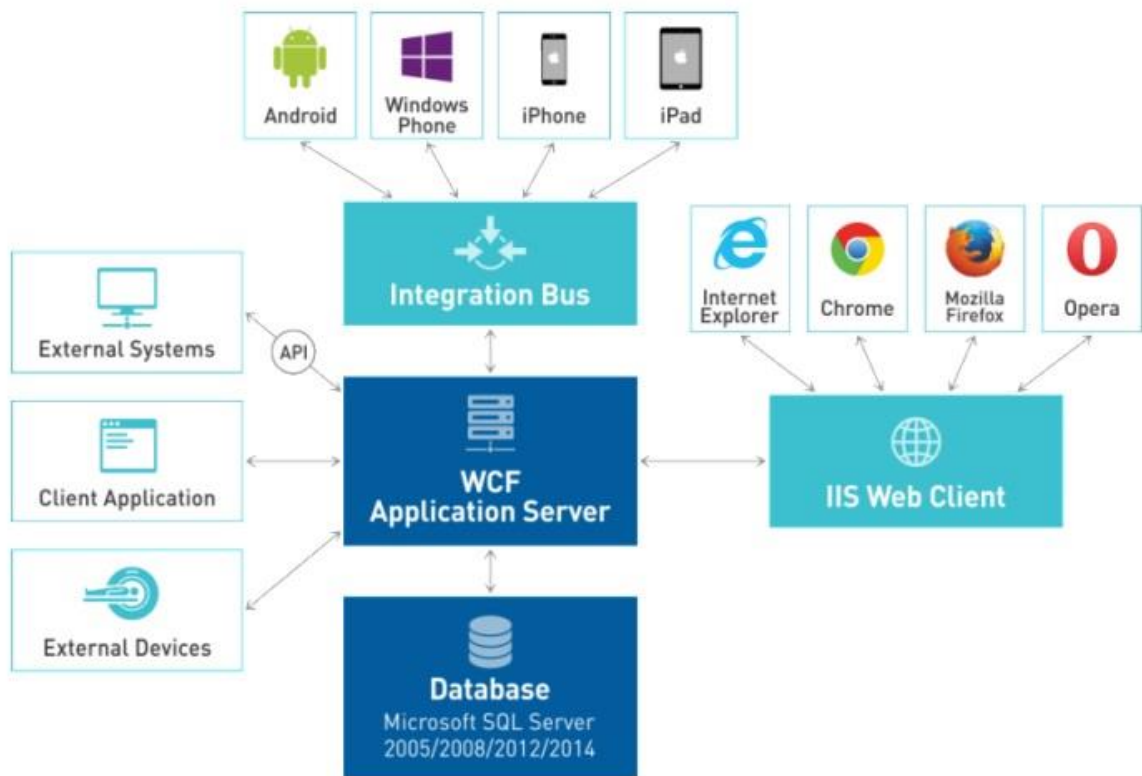 Android
Windows
Phone
iPhone
iPad
Integration Bus
Internet
Explorer
Chrome
Mozilla
Firefox
Opera
External Systems
API
Client Application
WCF
Application Server
IIS Web Client
External Devices
Database
Microsoft SQL Server
2005/2008/2012/2014